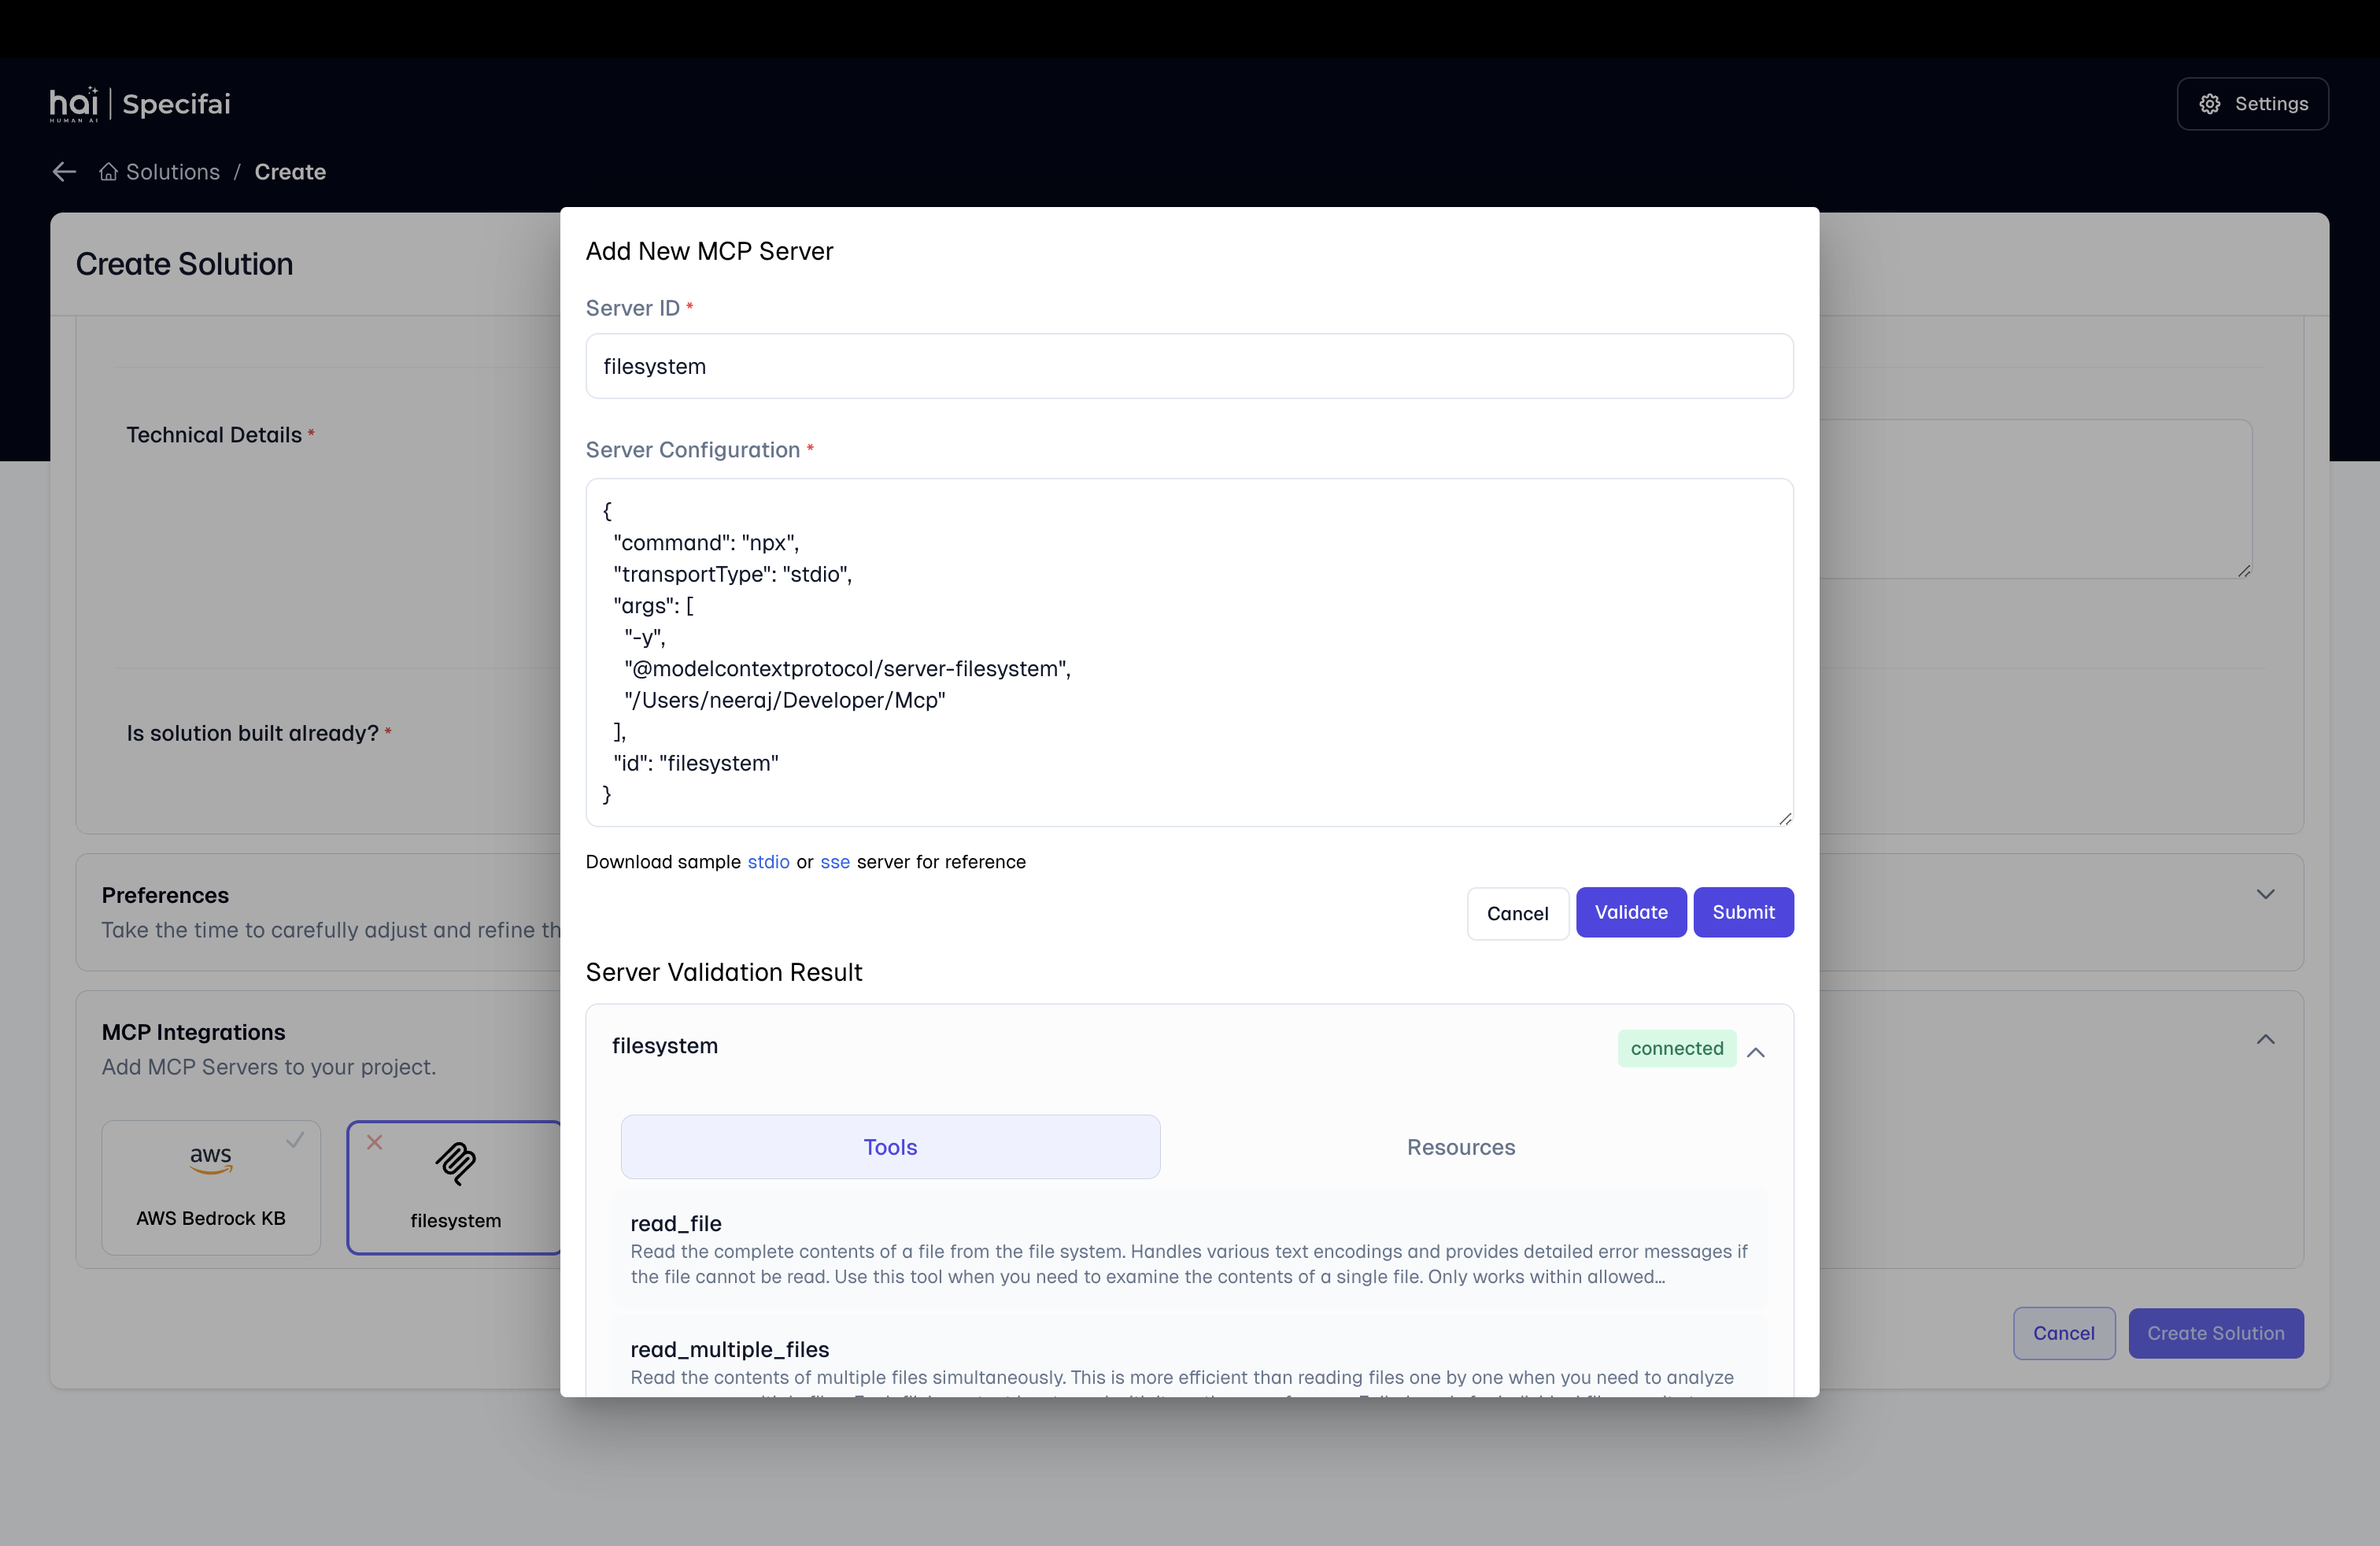 hai
HUMAN AI
Specifai
Settings
Solutions / Create
Create Solution
Technical Details *
Is solution built already? *
Preferences
Take the time to carefully adjust and refine th
MCP Integrations
Add MCP Servers to your project.
aws
AWS Bedrock KB
filesystem
Cancel
Create Solution
Add New MCP Server
Server ID *
filesystem
Server Configuration *
{
"command": "npx",
"transportType": "stdio",
"args": [
"-y",
"@modelcontextprotocol/server-filesystem",
"/Users/neeraj/Developer/Mcp"
],
"id": "filesystem"
}
Download sample stdio or sse server for reference
Cancel
Validate
Submit
Server Validation Result
filesystem
connected
Tools
Resources
read_file
Read the complete contents of a file from the file system. Handles various text encodings and provides detailed error messages if
the file cannot be read. Use this tool when you need to examine the contents of a single file. Only works within allowed...
read_multiple_files
Read the contents of multiple files simultaneously. This is more efficient than reading files one by one when you need to analyze